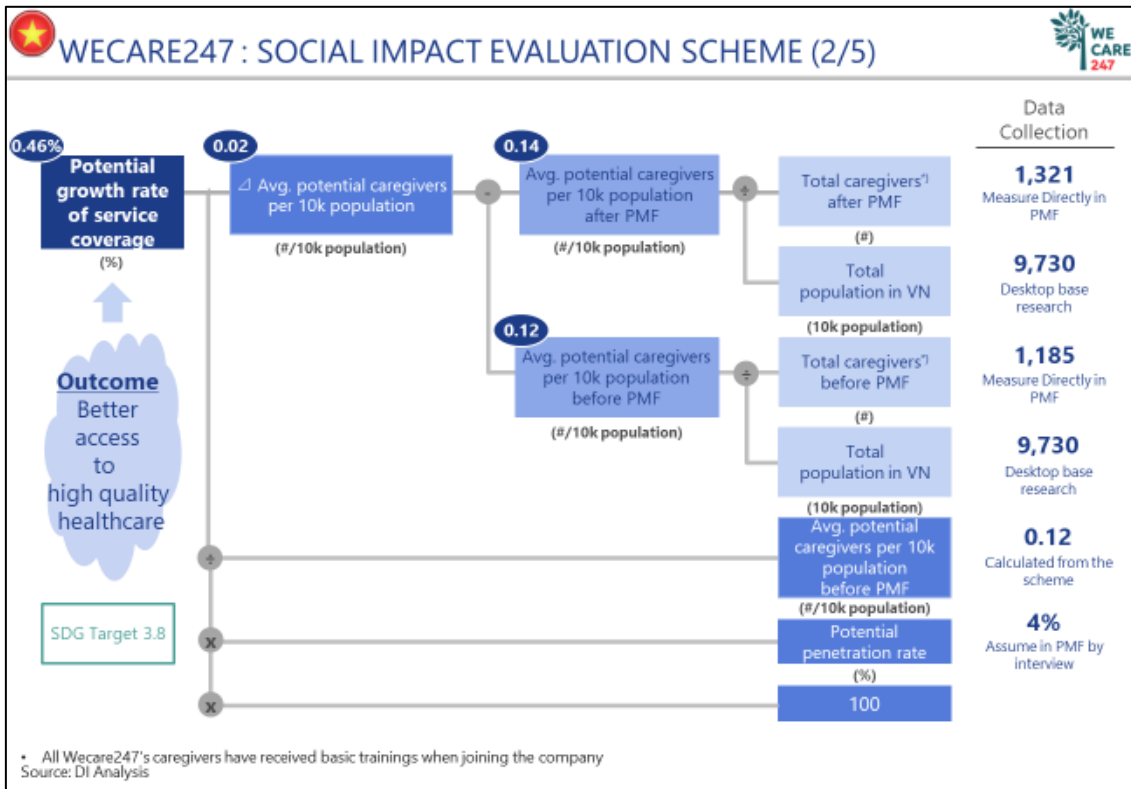 WECARE247 : SOCIAL IMPACT EVALUATION SCHEME (2/5)
WE
CARE
247
Data
Collection
0.46%
Potential
growth rate
of service
coverage
(%)
0.02
⊿ Avg. potential caregivers
per 10k population
(#/10k population)
-
0.14
Avg. potential caregivers
per 10k population
after PMF
(#/10k population)
÷
Total caregivers*)
after PMF
(#)
1,321
Measure Directly in
PMF
Total
population in VN
(10k population)
9,730
Desktop base
research
0.12
Avg. potential caregivers
per 10k population
before PMF
(#/10k population)
÷
Total caregivers*)
before PMF
(#)
1,185
Measure Directly in
PMF
Total
population in VN
(10k population)
9,730
Desktop base
research
Outcome
Better
access
to
high quality
healthcare
÷
Avg. potential
caregivers per 10k
population
before PMF
(#/10k population)
0.12
Calculated from the
scheme
SDG Target 3.8
x
Potential
penetration rate
(%)
4%
Assume in PMF by
interview
x
100
• All Wecare247's caregivers have received basic trainings when joining the company
Source: DI Analysis